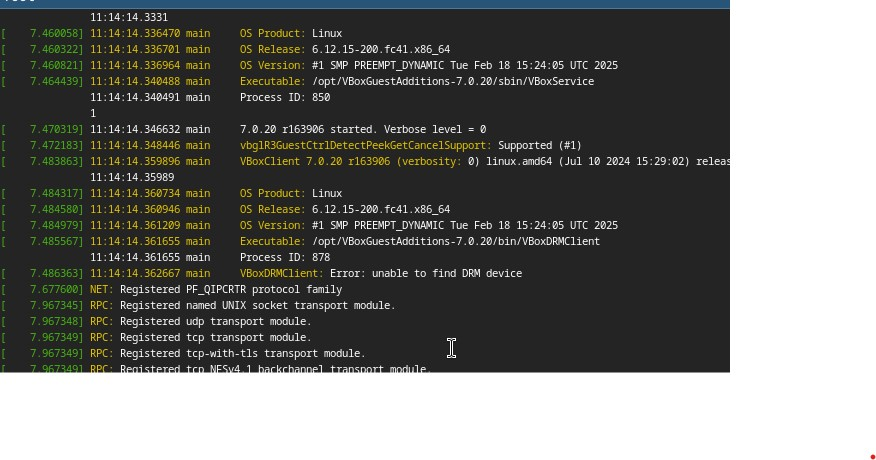 11:14:14.3331
[    7.460058] 11:14:14.336470 main     OS Product: Linux
[    7.460322] 11:14:14.336701 main     OS Release: 6.12.15-200.fc41.x86_64
[    7.460821] 11:14:14.336964 main     OS Version: #1 SMP PREEMPT_DYNAMIC Tue Feb 18 15:24:05 UTC 2025
[    7.464439] 11:14:14.340488 main     Executable: /opt/VBoxGuestAdditions-7.0.20/sbin/VBoxService
11:14:14.340491 main     Process ID: 850
1
[    7.470319] 11:14:14.346632 main     7.0.20 r163906 started. Verbose level = 0
[    7.472183] 11:14:14.348446 main     vbglR3GuestCtrlDetectPeekGetCancelSupport: Supported (#1)
[    7.483863] 11:14:14.359896 main     VBoxClient 7.0.20 r163906 (verbosity: 0) linux.amd64 (Jul 10 2024 15:29:02) releas
11:14:14.35989
[    7.484317] 11:14:14.360734 main     OS Product: Linux
[    7.484580] 11:14:14.360946 main     OS Release: 6.12.15-200.fc41.x86_64
[    7.484979] 11:14:14.361209 main     OS Version: #1 SMP PREEMPT_DYNAMIC Tue Feb 18 15:24:05 UTC 2025
[    7.485567] 11:14:14.361655 main     Executable: /opt/VBoxGuestAdditions-7.0.20/bin/VBoxDRMClient
11:14:14.361655 main     Process ID: 878
[    7.486363] 11:14:14.362667 main     VBoxDRMClient: Error: unable to find DRM device
[    7.677600] NET: Registered PF_QIPCRTR protocol family
[    7.967345] RPC: Registered named UNIX socket transport module.
[    7.967348] RPC: Registered udp transport module.
[    7.967349] RPC: Registered tcp transport module.
[    7.967349] RPC: Registered tcp-with-tls transport module.
[    7.967349] RPC: Registered tcp NFSv4.1 backchannel transport module.